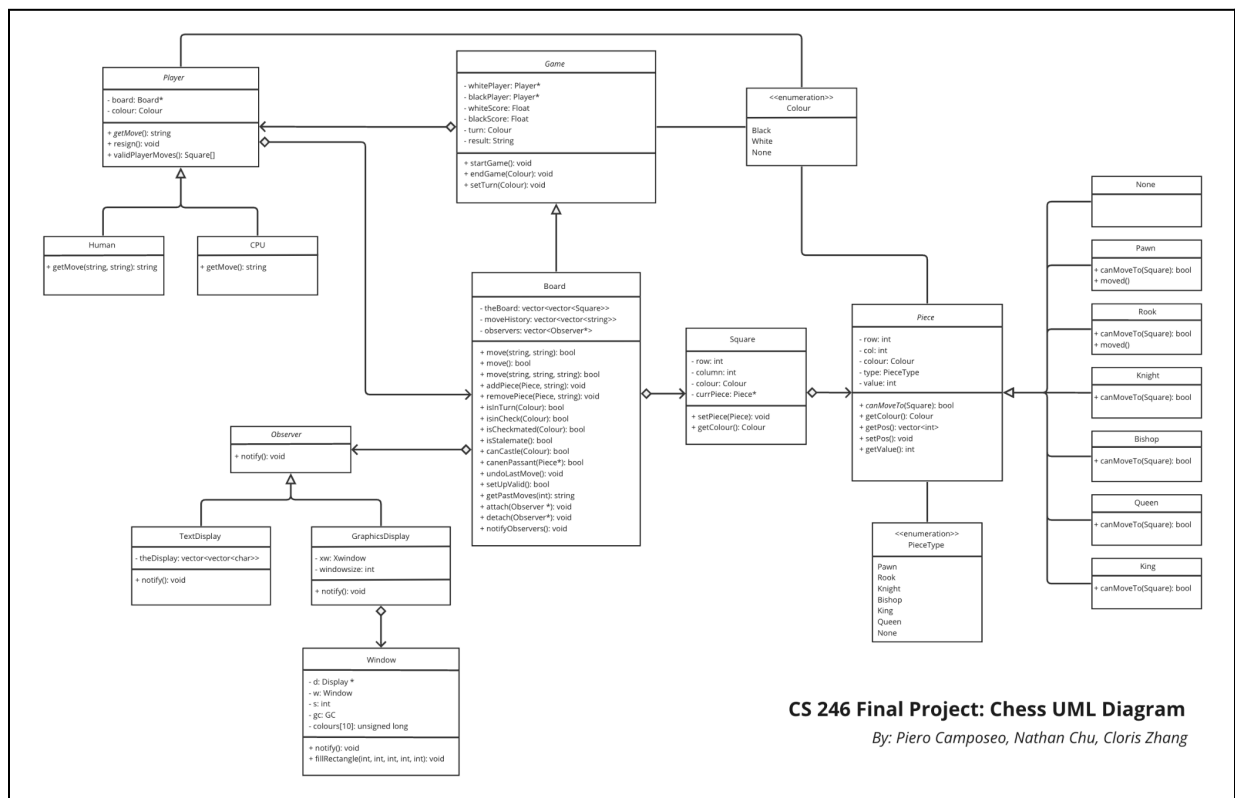 Player
- board: Board*
- colour: Colour
+ getMove(): string
+ resign(): void
+ validPlayerMoves(): Square[]
Game
- whitePlayer: Player*
- blackPlayer: Player*
- whiteScore: Float
- blackScore: Float
- turn: Colour
- result: String
+ startGame(): void
+ endGame(Colour): void
+ setTurn(Colour): void
<<enumeration>>
Colour
Black
White
None
Human
+ getMove(string, string): string
CPU
+ getMove(): string
Board
- theBoard: vector<vector<Square>>
- moveHistory: vector<vector<string>>
- observers: vector<Observer*>
+ move(string, string): bool
+ move(): bool
+ move(string, string, string): bool
+ addPiece(Piece, string): void
+ removePiece(Piece, string): void
+ isInTurn(Colour): bool
+ isinCheck(Colour): bool
+ isCheckmated(Colour): bool
+ isStalemate(): bool
+ canCastle(Colour): bool
+ canenPassant(Piece*): bool
+ undoLastMove(): void
+ setUpValid(): bool
+ getPastMoves(int): string
+ attach(Observer *): void
+ detach(Observer*): void
+ notifyObservers(): void
Square
- row: int
- column: int
- colour: Colour
- currPiece: Piece*
+ setPiece(Piece): void
+ getColour(): Colour
Piece
- row: int
- col: int
- colour: Colour
- type: PieceType
- value: int
+ canMoveTo(Square): bool
+ getColour(): Colour
+ getPos(): vector<int>
+ setPos(): void
+ getValue(): int
None
Pawn
+ canMoveTo(Square): bool
+ moved()
Rook
+ canMoveTo(Square): bool
+ moved()
Knight
+ canMoveTo(Square): bool
Bishop
+ canMoveTo(Square): bool
Queen
+ canMoveTo(Square): bool
King
+ canMoveTo(Square): bool
<<enumeration>>
PieceType
Pawn
Rook
Knight
Bishop
King
Queen
None
Observer
+ notify(): void
TextDisplay
- theDisplay: vector<vector<char>>
+ notify(): void
GraphicsDisplay
- xw: Xwindow
- windowsize: int
+ notify(): void
Window
- d: Display *
- w: Window
- s: int
- gc: GC
- colours[10]: unsigned long
+ notify(): void
+ fillRectangle(int, int, int, int, int): void
CS 246 Final Project: Chess UML Diagram
By: Piero Camposeo, Nathan Chu, Cloris Zhang